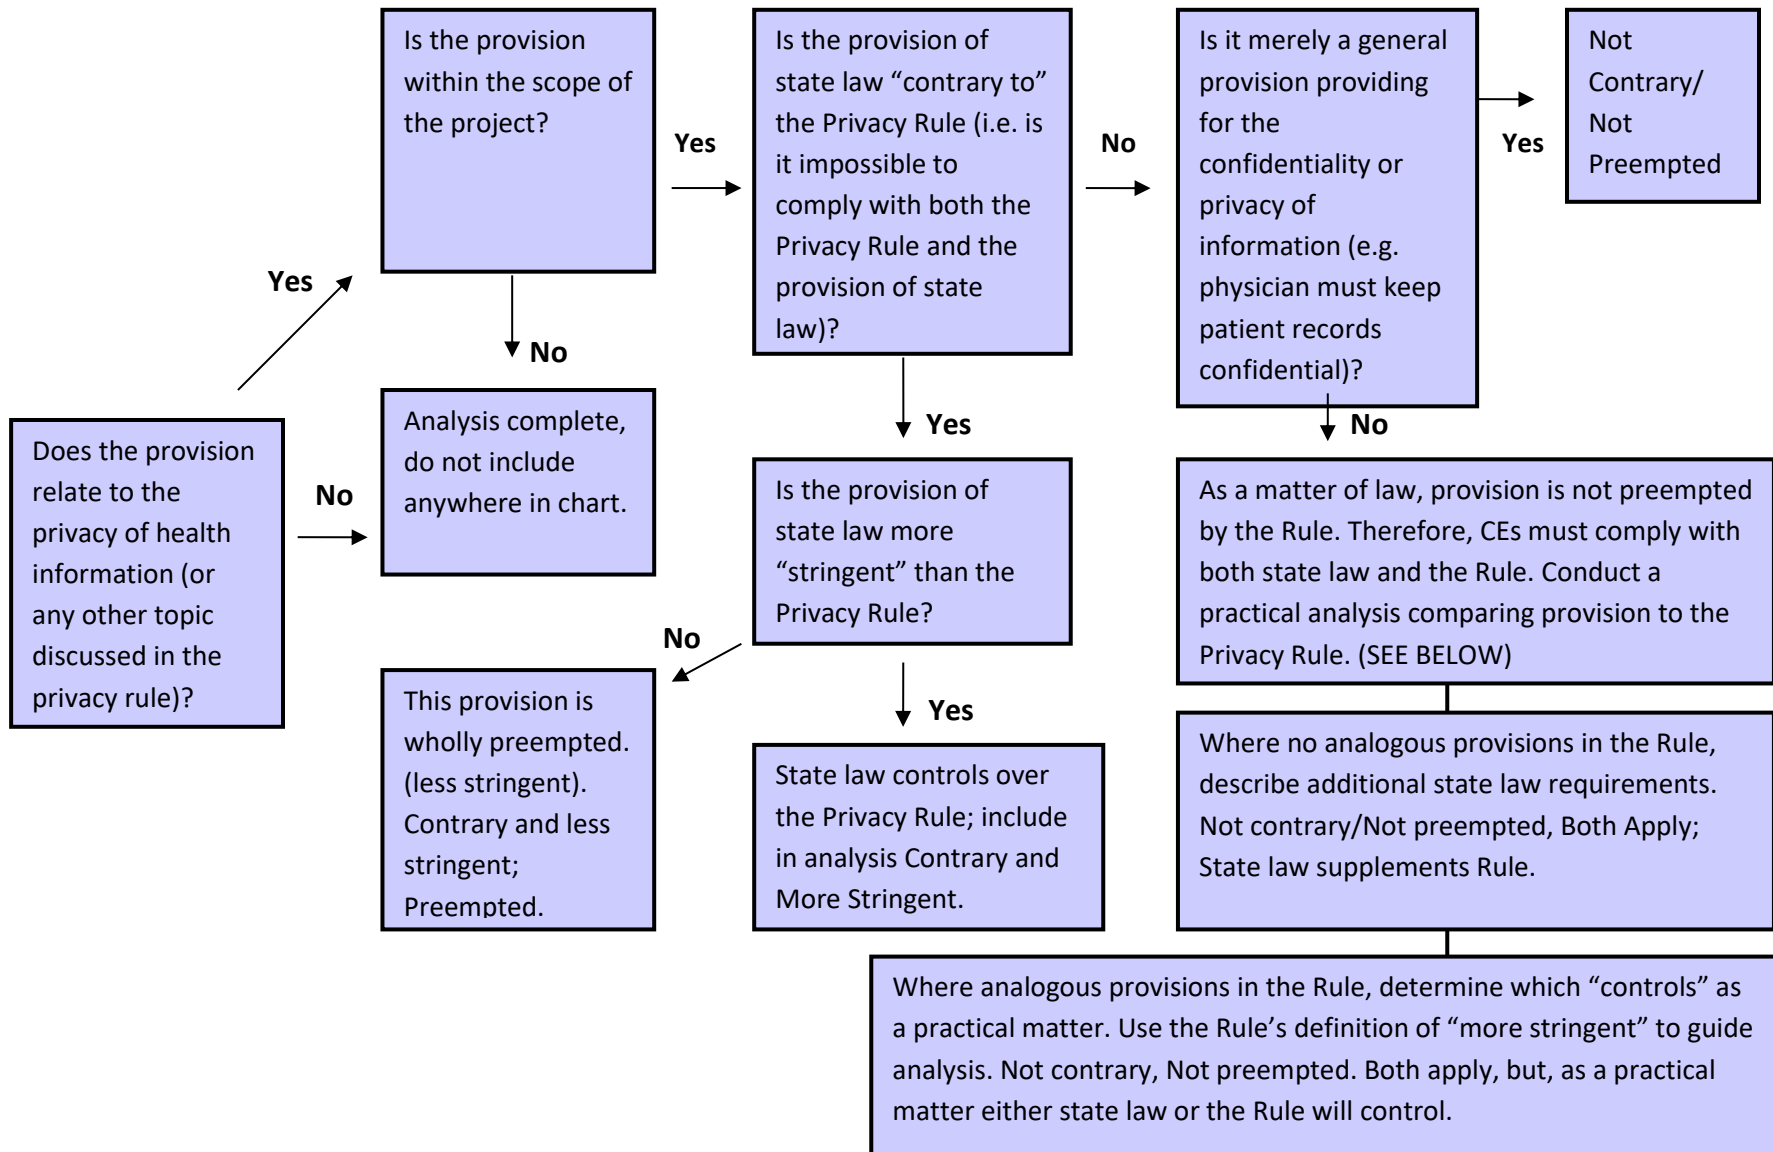 Is the provision
within the scope of
the project?
Yes
Is the provision of
state law “contrary to”
the Privacy Rule (i.e. is
it impossible to
comply with both the
Privacy Rule and the
provision of state
law)?
No
Is it merely a general
provision providing
for the
confidentiality or
privacy of
information (e.g.
physician must keep
patient records
confidential)?
Yes
Not
Contrary/
Not
Preempted
Yes
No
Yes
No
Does the provision
relate to the
privacy of health
information (or
any other topic
discussed in the
privacy rule)?
No
Analysis complete,
do not include
anywhere in chart.
Is the provision of
state law more
“stringent” than the
Privacy Rule?
As a matter of law, provision is not preempted
by the Rule. Therefore, CEs must comply with
both state law and the Rule. Conduct a
practical analysis comparing provision to the
Privacy Rule. (SEE BELOW)
No
Yes
This provision is
wholly preempted.
(less stringent).
Contrary and less
stringent;
Preempted.
State law controls over
the Privacy Rule; include
in analysis Contrary and
More Stringent.
Where no analogous provisions in the Rule,
describe additional state law requirements.
Not contrary/Not preempted, Both Apply;
State law supplements Rule.
Where analogous provisions in the Rule, determine which “controls” as
a practical matter. Use the Rule’s definition of “more stringent” to guide
analysis. Not contrary, Not preempted. Both apply, but, as a practical
matter either state law or the Rule will control.